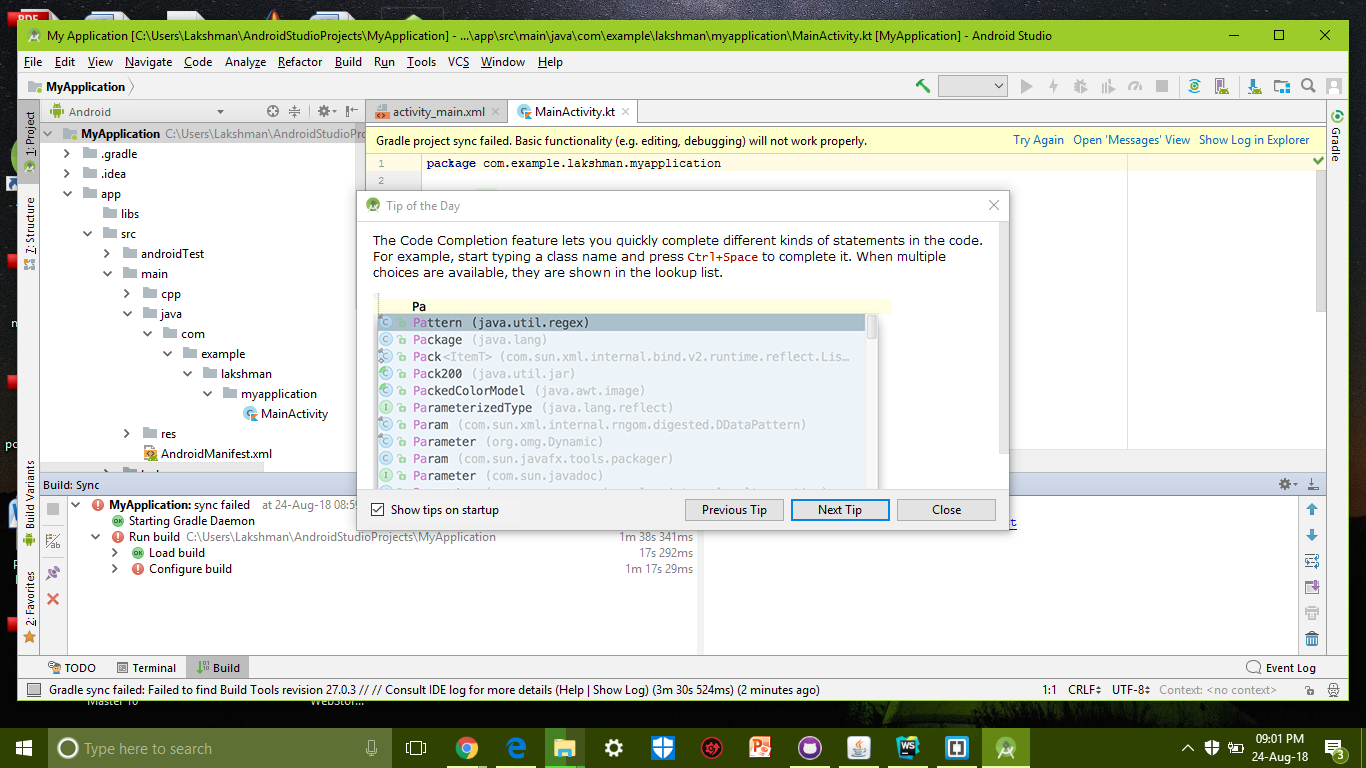 My Application [C:\Users\Lakshman\AndroidStudioProjects\MyApplication] - ...\app\src\main\java\com\example\lakshman\myapplication\MainActivity.kt [MyApplication] - Android Studio
File Edit View Navigate Code Analyze Refactor Build Run Tools VCS Window Help
MyApplication
Android
activity_main.xml
MainActivity.kt
1: Project
7: Structure
Build Variants
2: Favorites
Gradle
MyApplication C:\Users\Lakshman\AndroidStudioPro
.gradle
.idea
app
libs
src
androidTest
main
cpp
java
com
example
lakshman
myapplication
MainActivity
res
AndroidManifest.xml
Gradle project sync failed. Basic functionality (e.g. editing, debugging) will not work properly.
Try Again Open 'Messages' View Show Log in Explorer
1 package com.example.lakshman.myapplication
2
Tip of the Day
The Code Completion feature lets you quickly complete different kinds of statements in the code.
For example, start typing a class name and press Ctrl+Space to complete it. When multiple
choices are available, they are shown in the lookup list.
Pa
Pattern (java.util.regex)
Package (java.lang)
Pack<ItemT> (com.sun.xml.internal.bind.v2.runtime.reflect.Lis...
Pack200 (java.util.jar)
PackedColorModel (java.awt.image)
ParameterizedType (java.lang.reflect)
Param (com.sun.xml.internal.rngom.digested.DDataPattern)
Parameter (org.omg.Dynamic)
Param (com.sun.javafx.tools.packager)
Parameter (com.sun.javadoc)
Show tips on startup
Previous Tip
Next Tip
Close
Build: Sync
MyApplication: sync failed at 24-Aug-18 08:5
Starting Gradle Daemon
Run build C:\Users\Lakshman\AndroidStudioProjects\MyApplication 1m 38s 341ms
Load build 17s 292ms
Configure build 1m 17s 29ms
TODO
Terminal
Build
Event Log
Gradle sync failed: Failed to find Build Tools revision 27.0.3 // // Consult IDE log for more details (Help | Show Log) (3m 30s 524ms) (2 minutes ago)
1:1 CRLF UTF-8 Context: <no context>
Type here to search
09:01 PM
24-Aug-18
3